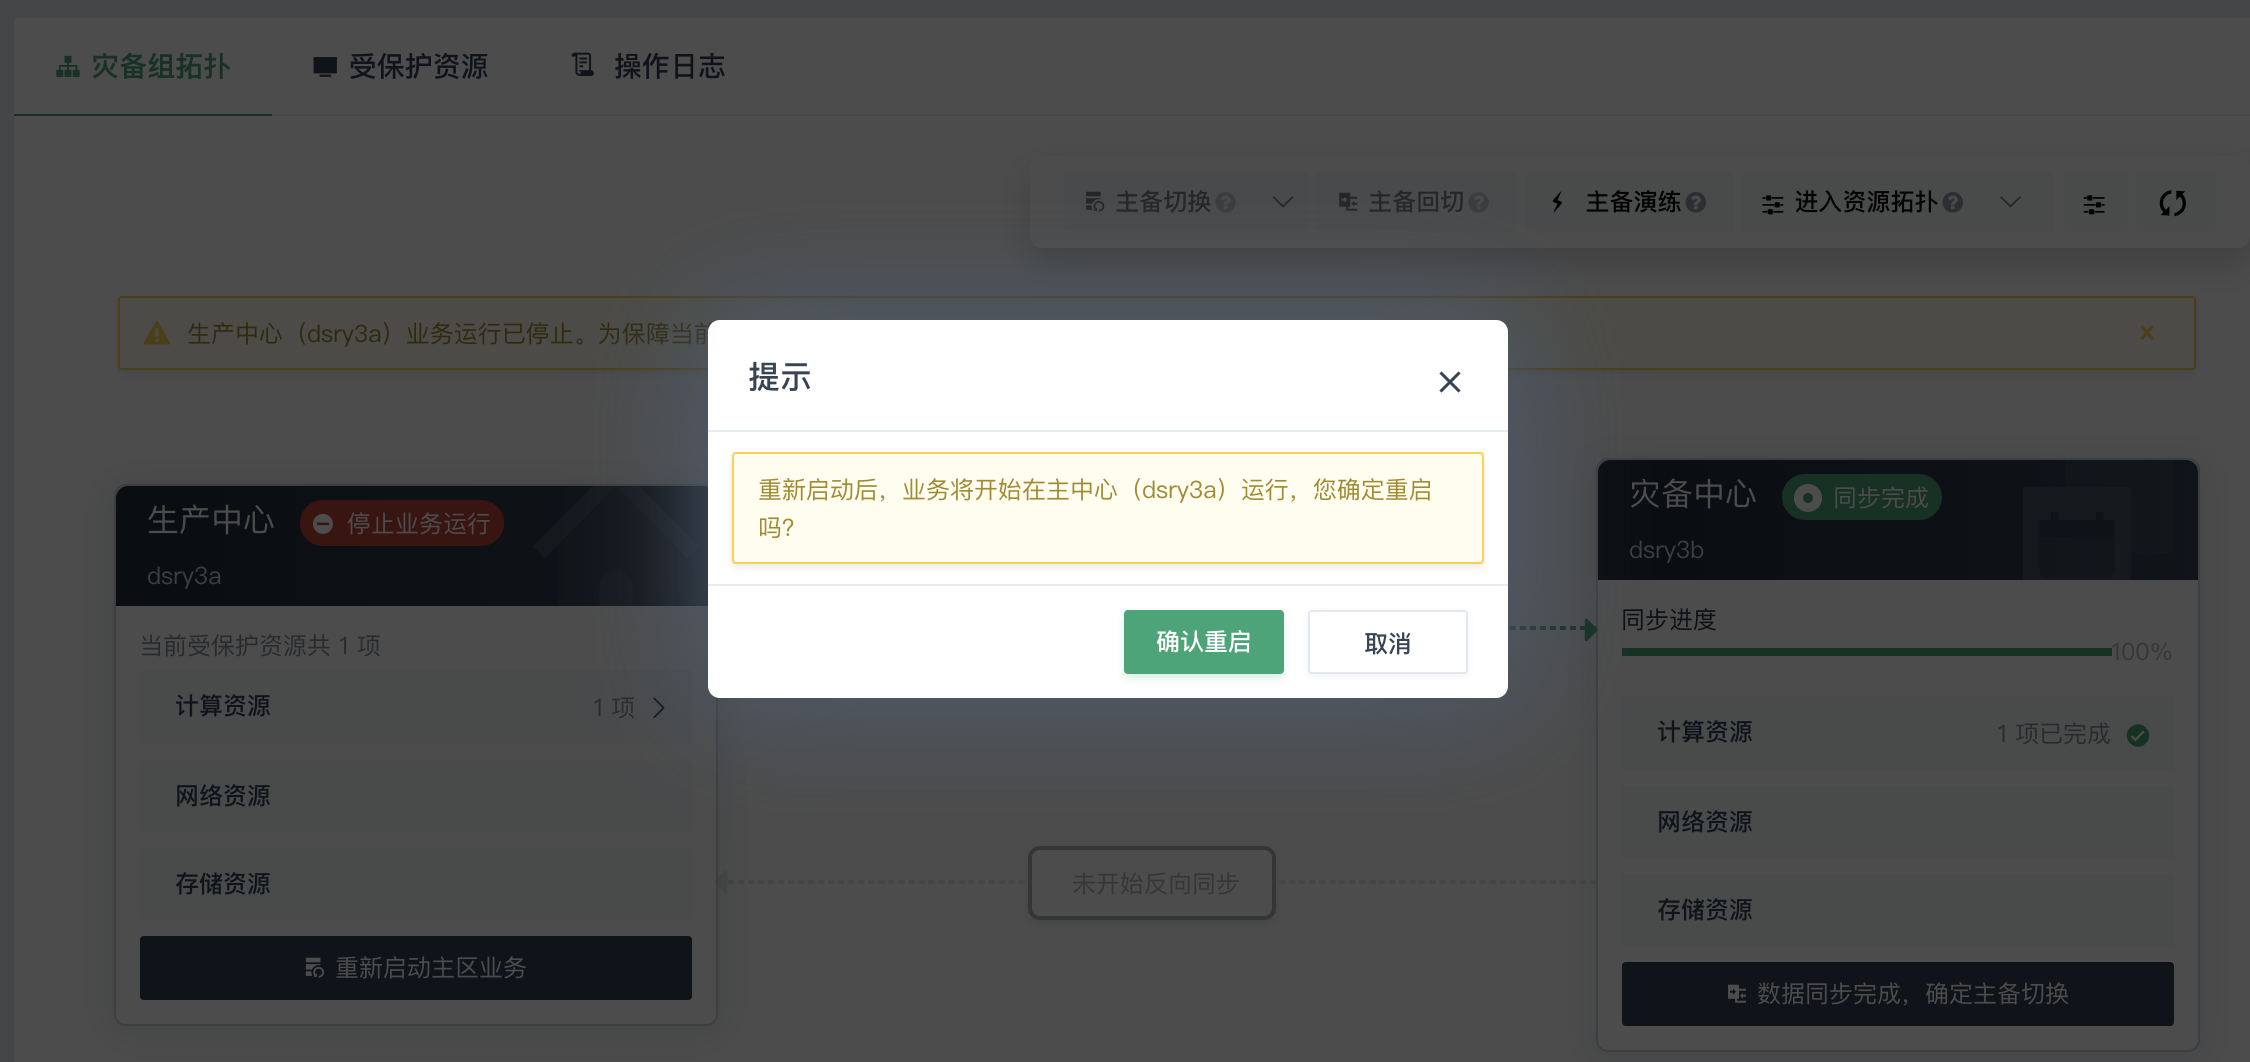 灾备组拓扑
受保护资源
操作日志
主备切换
主备回切
主备演练
进入资源拓扑
生产中心（dsry3a）业务运行已停止。为保障当前
提示
重新启动后，业务将开始在主中心（dsry3a）运行，您确定重启
吗？
确认重启
取消
生产中心
停止业务运行
dsry3a
当前受保护资源共 1 项
计算资源
1 项
网络资源
存储资源
重新启动主区业务
未开始反向同步
灾备中心
同步完成
dsry3b
同步进度
100%
计算资源
1 项已完成
网络资源
存储资源
数据同步完成，确定主备切换